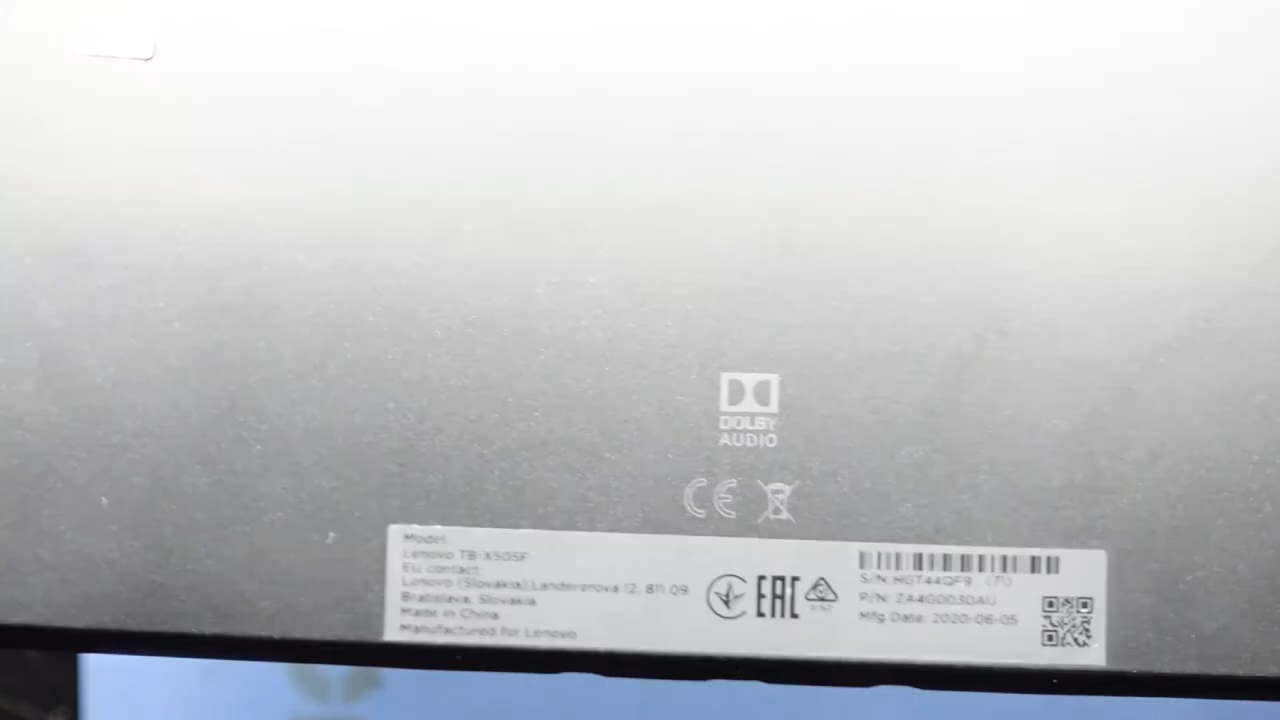 DOLBY
AUDIO
CE
Model
Lenovo TB-X505F
EU contact:
Lenovo (Slovakia),Landererova 12, 811 09
Bratislava, Slovakia
Made in China
Manufactured for Lenovo
EAC
S/N:HGT44QF9 (71)
P/N: ZA4G0030AU
Mfg Date: 2020-06-05